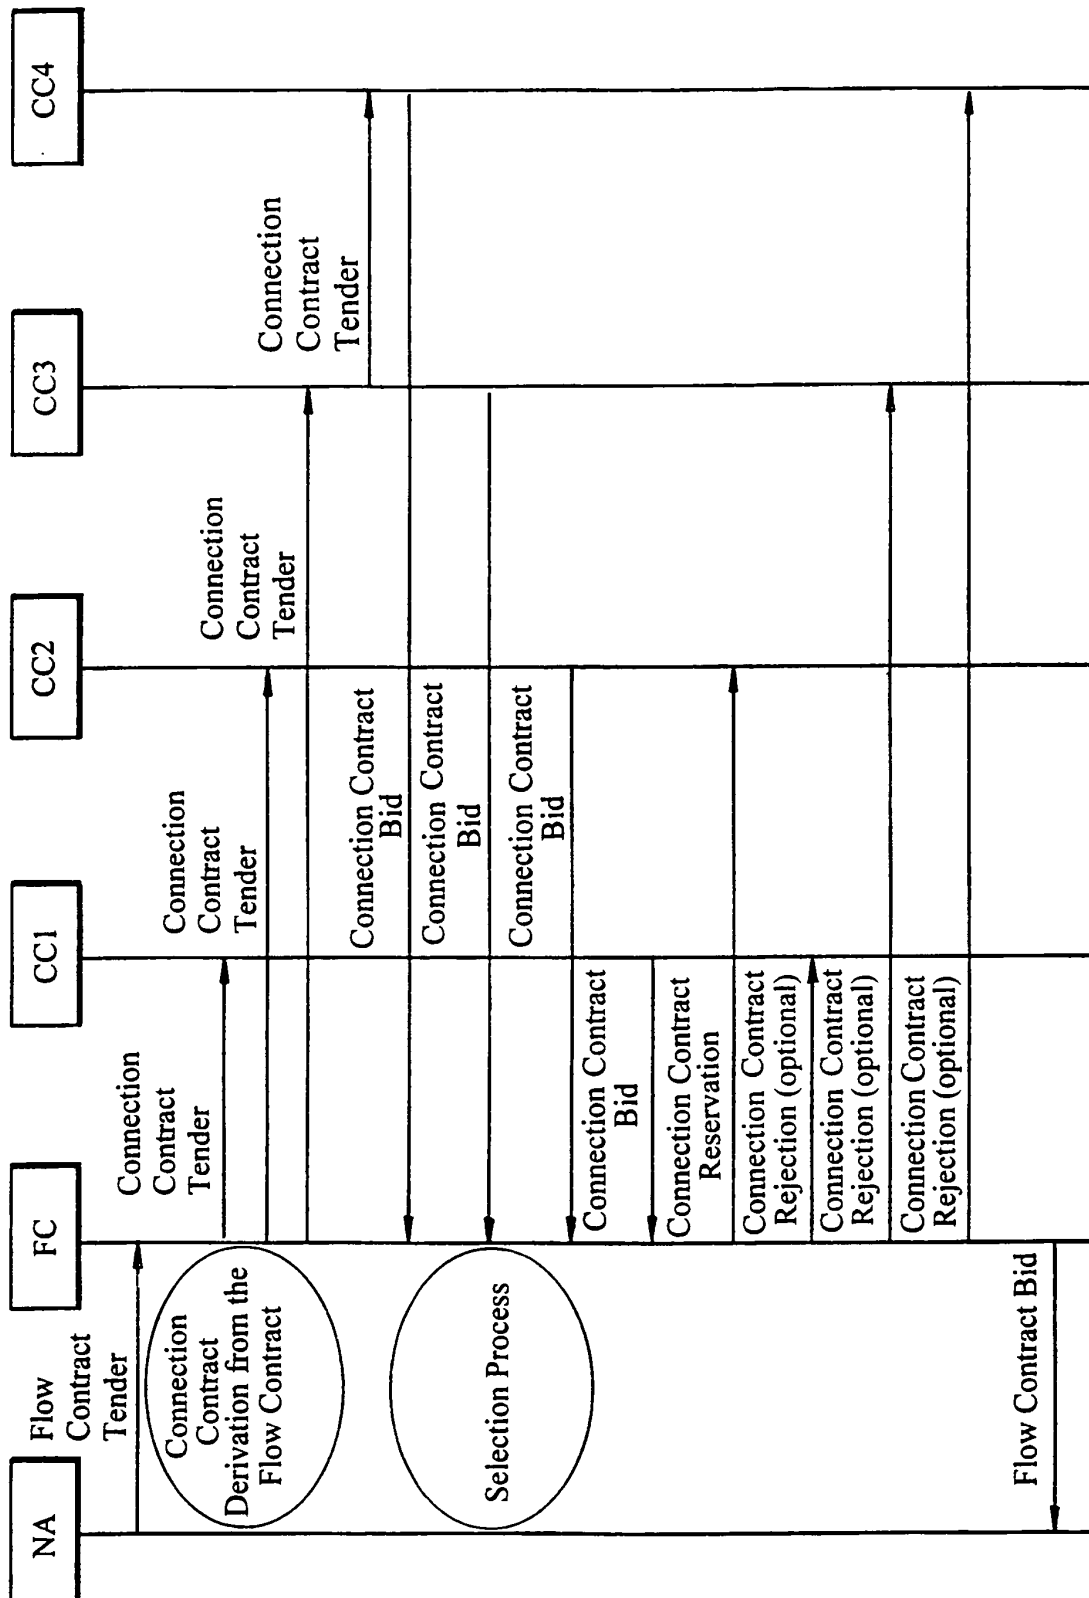 NA
FC
CC1
CC2
CC3
CC4
Flow
Contract
Tender
Connection
Contract
Derivation from the
Flow Contract
Connection
Contract
Tender
Connection
Contract
Tender
Connection
Contract
Tender
Connection
Contract
Tender
Connection Contract
Bid
Connection Contract
Bid
Selection Process
Connection Contract
Bid
Connection Contract
Bid
Connection Contract
Reservation
Connection Contract
Rejection (optional)
Connection Contract
Rejection (optional)
Connection Contract
Rejection (optional)
Flow Contract Bid